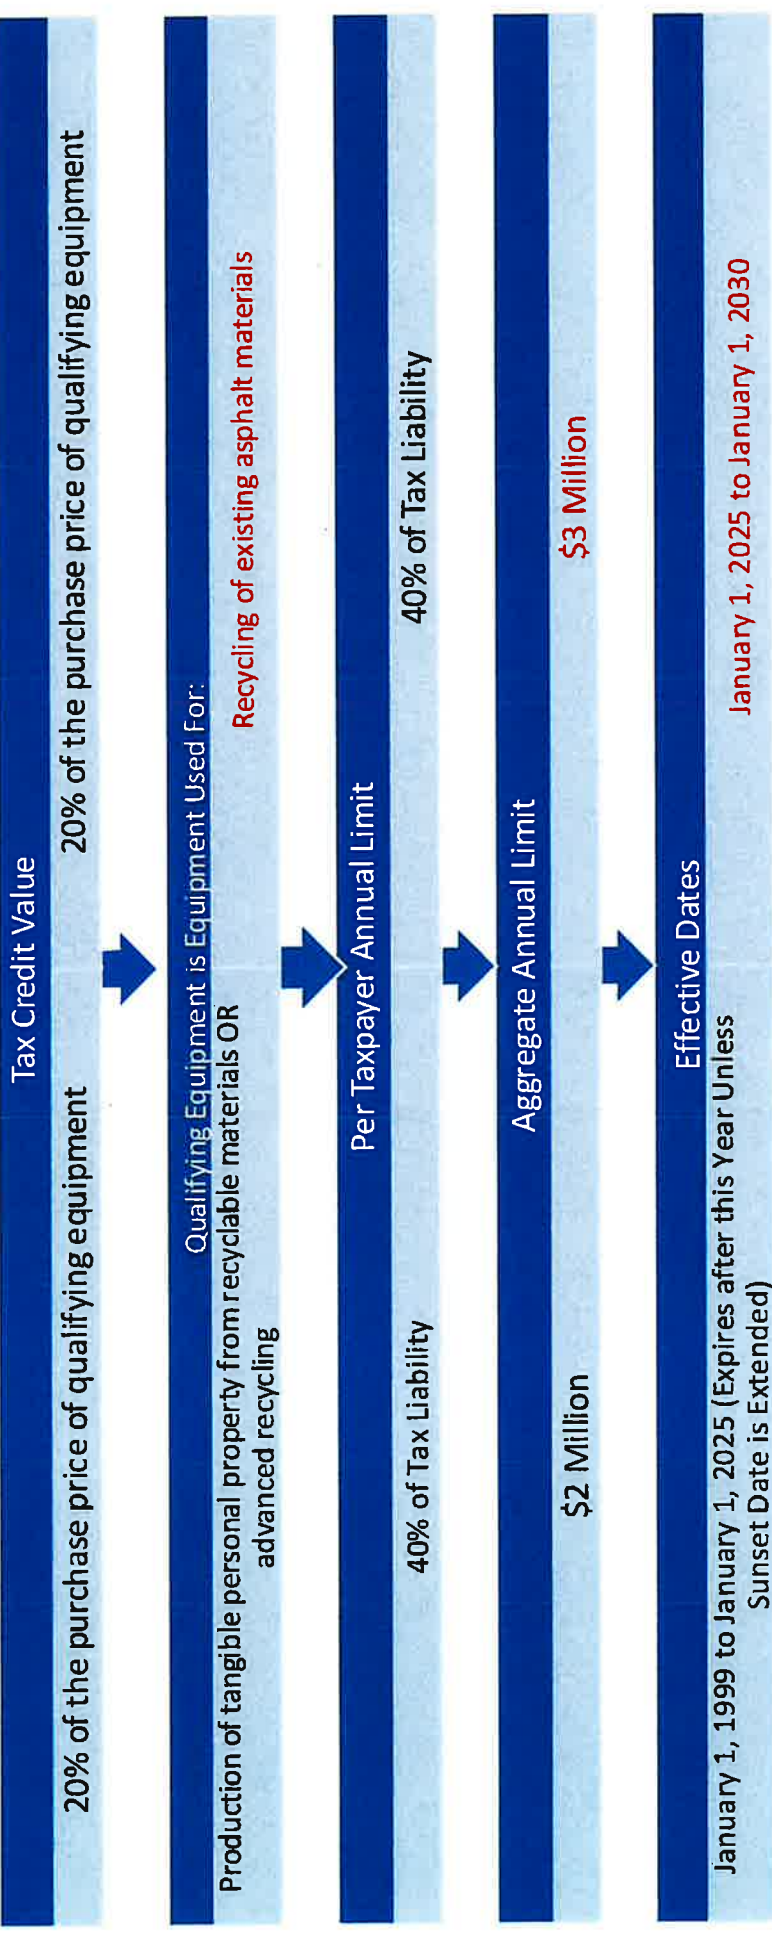 Tax Credit Value
20% of the purchase price of qualifying equipment
20% of the purchase price of qualifying equipment
Qualifying Equipment is Equipment Used For:
Production of tangible personal property from recyclable materials OR
advanced recycling
Recycling of existing asphalt materials
Per Taxpayer Annual Limit
40% of Tax Liability
40% of Tax Liability
Aggregate Annual Limit
$2 Million
$3 Million
Effective Dates
January 1, 1999 to January 1, 2025 (Expires after this Year Unless
Sunset Date is Extended)
January 1, 2025 to January 1, 2030